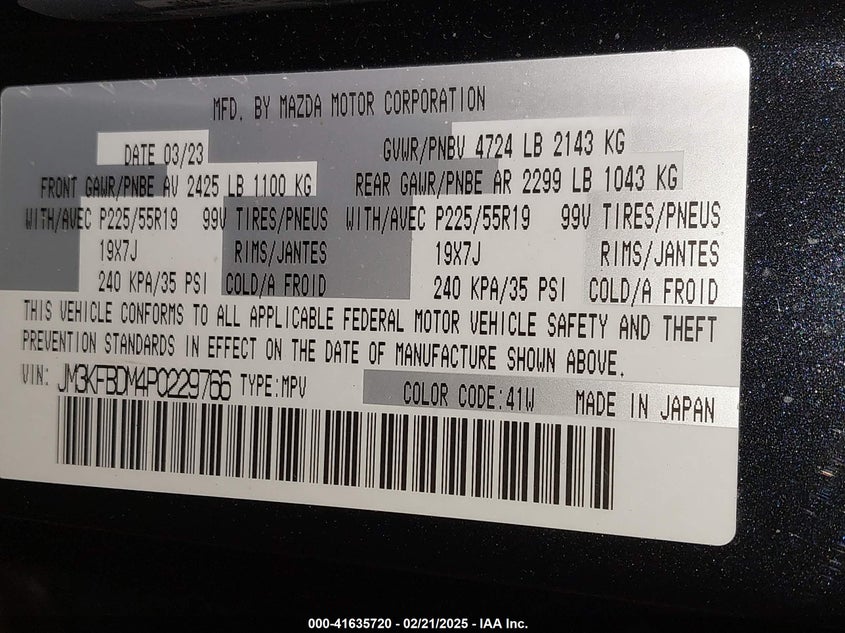 MFD. BY MAZDA MOTOR CORPORATION
DATE 03/23 GVWR/PNBV 4724 LB 2143 KG
FRONT GAWR/PNBE AV 2425 LB 1100 KG REAR GAWR/PNBE AR 2299 LB 1043 KG
WITH/AVEC P225/55R19 99V TIRES/PNEUS WITH/AVEC P225/55R19 99V TIRES/PNEUS
19X7J RIMS/JANTES 19X7J RIMS/JANTES
240 KPA/35 PSI COLD/A FROID 240 KPA/35 PSI COLD/A FROID
THIS VEHICLE CONFORMS TO ALL APPLICABLE FEDERAL MOTOR VEHICLE SAFETY AND THEFT
PREVENTION STANDARDS IN EFFECT ON THE DATE OF MANUFACTURE SHOWN ABOVE.
VIN: JM3KFBDM4P0229766 TYPE:MPV COLOR CODE:41W MADE IN JAPAN
000-41635720 - 02/21/2025 - IAA Inc.